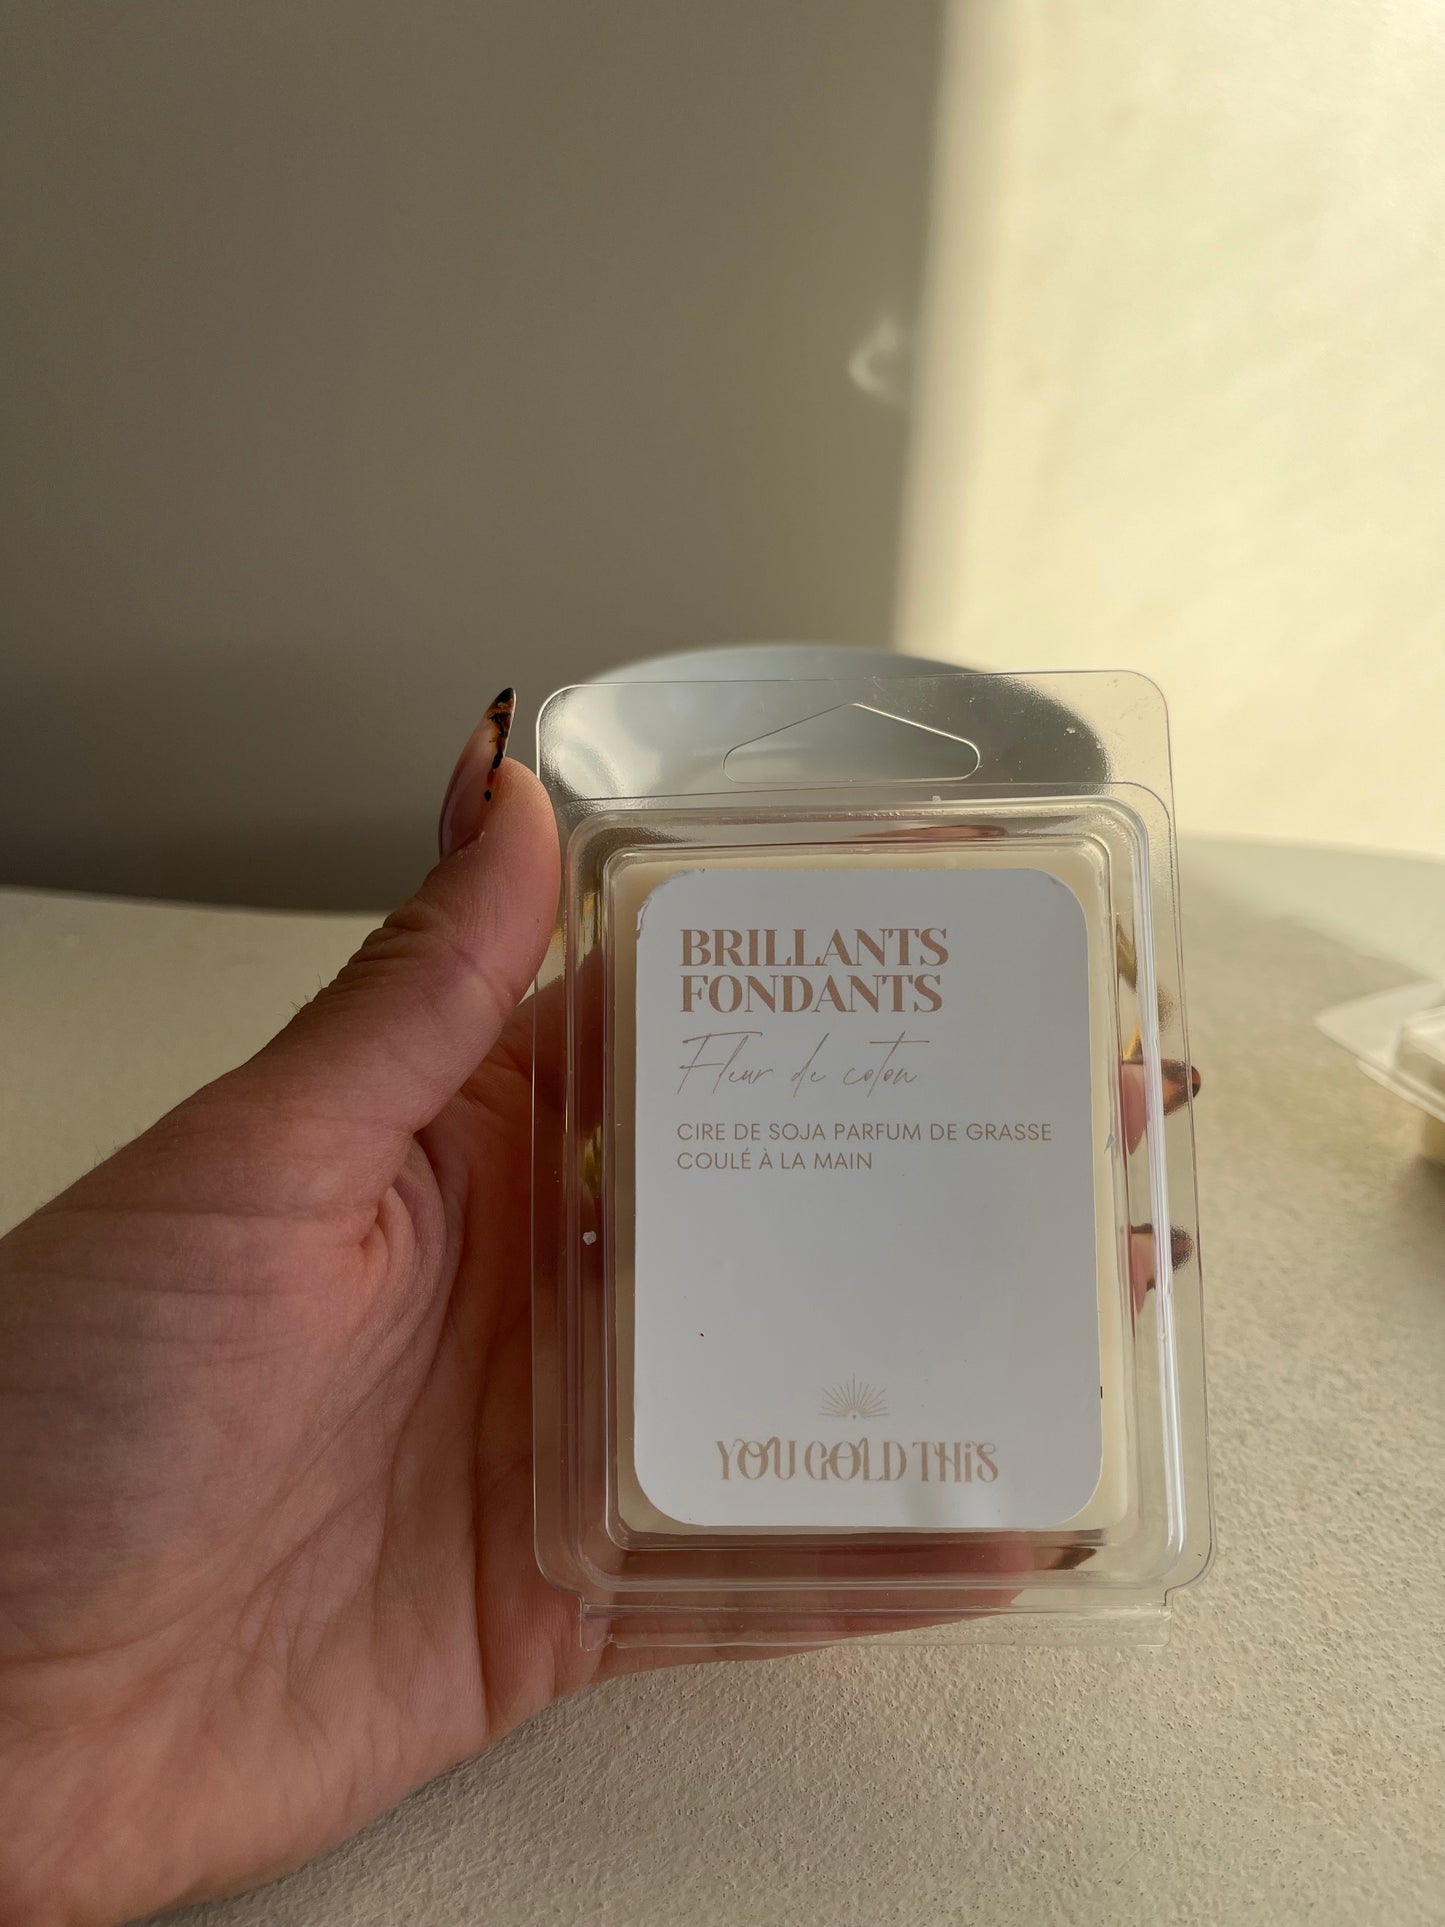 BRILLANTS
FONDANTS
Fleur de coton
CIRE DE SOJA PARFUM DE GRASSE
COULÉ À LA MAIN
YOU GOLD THiS